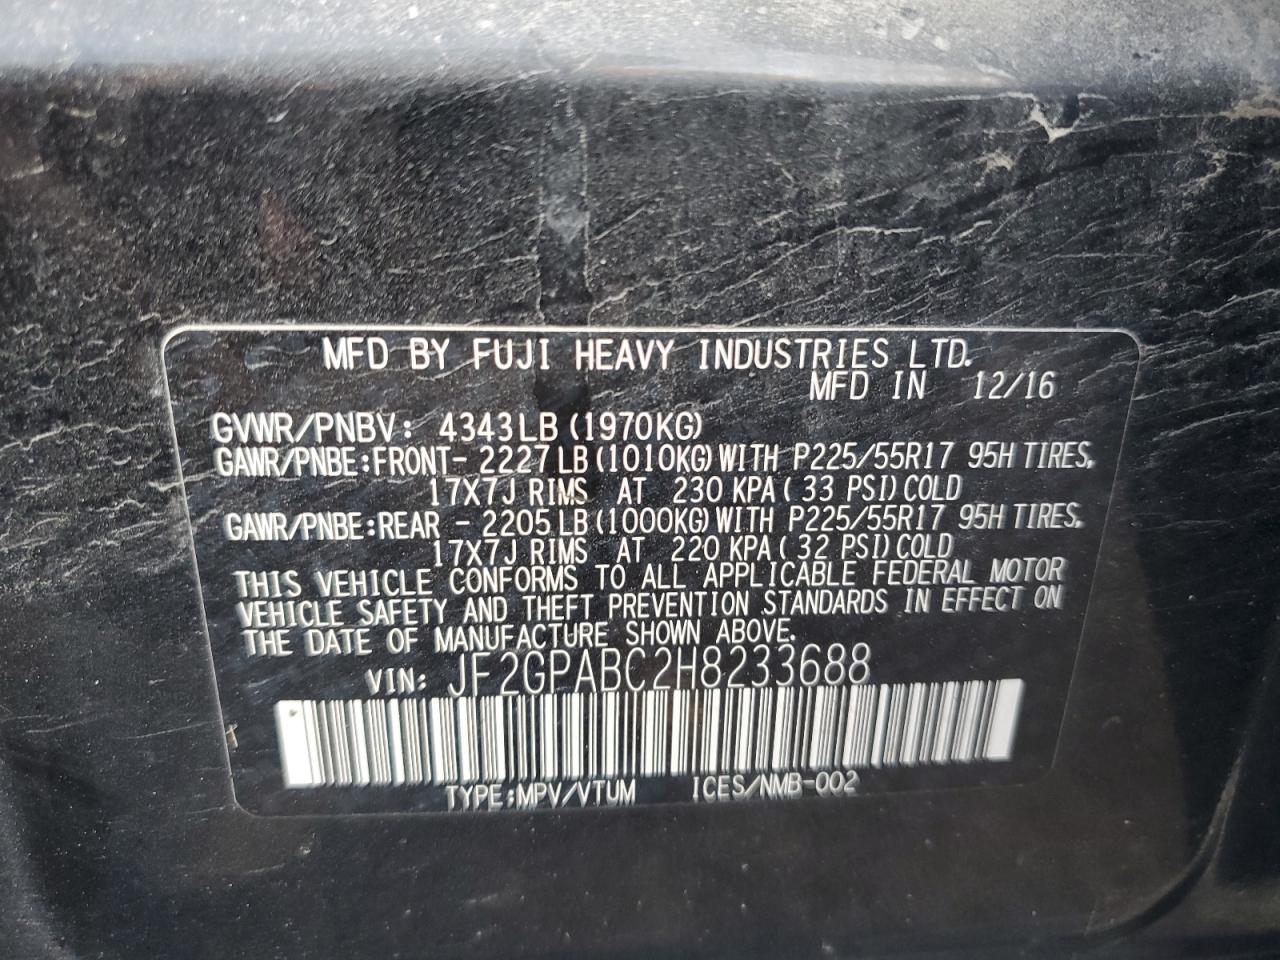 MFD BY FUJI HEAVY INDUSTRIES LTD.
MFD IN 12/16
GVWR/PNBV: 4343LB (1970KG)
GAWR/PNBE:FRONT- 2227 LB (1010KG) WITH P225/55R17 95H TIRES,
17X7J RIMS AT 230 KPA ( 33 PSI) COLD
GAWR/PNBE:REAR - 2205 LB (1000KG) WITH P225/55R17 95H TIRES,
17X7J RIMS AT 220 KPA ( 32 PSI) COLD
THIS VEHICLE CONFORMS TO ALL APPLICABLE FEDERAL MOTOR
VEHICLE SAFETY AND THEFT PREVENTION STANDARDS IN EFFECT ON
THE DATE OF MANUFACTURE SHOWN ABOVE.
VIN: JF2GPABC2H8233688
TYPE:MPV/VTUM ICES/NMB-002